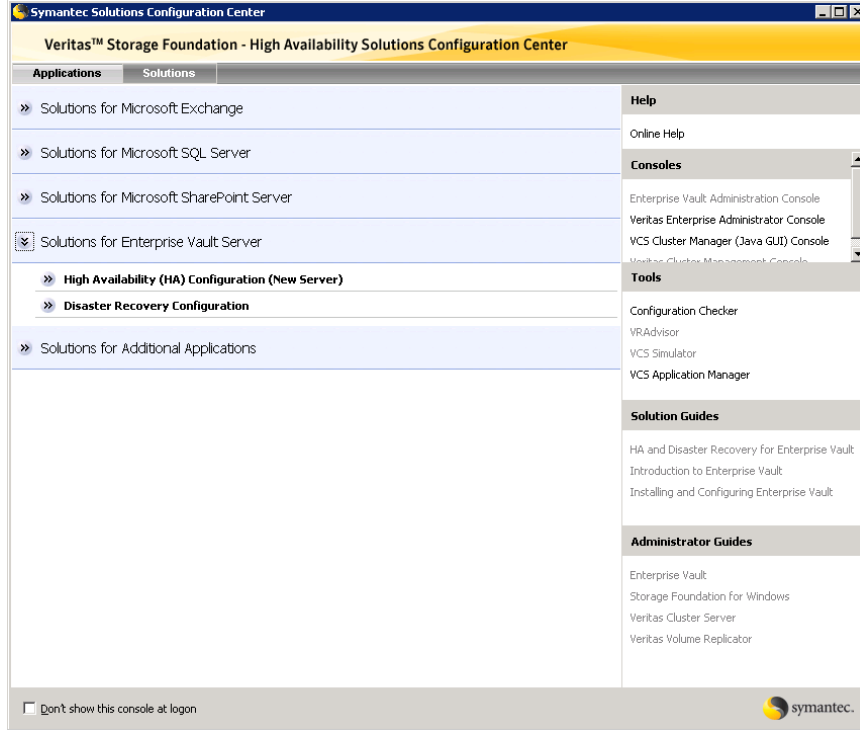 Symantec Solutions Configuration Center
Veritas™ Storage Foundation - High Availability Solutions Configuration Center
Applications
Solutions
Solutions for Microsoft Exchange
Solutions for Microsoft SQL Server
Solutions for Microsoft SharePoint Server
Solutions for Enterprise Vault Server
High Availability (HA) Configuration (New Server)
Disaster Recovery Configuration
Solutions for Additional Applications
Help
Online Help
Consoles
Enterprise Vault Administration Console
Veritas Enterprise Administrator Console
VCS Cluster Manager (Java GUI) Console
Veritas Cluster Management Console
Tools
Configuration Checker
VRAdvisor
VCS Simulator
VCS Application Manager
Solution Guides
HA and Disaster Recovery for Enterprise Vault
Introduction to Enterprise Vault
Installing and Configuring Enterprise Vault
Administrator Guides
Enterprise Vault
Storage Foundation for Windows
Veritas Cluster Server
Veritas Volume Replicator
Don't show this console at logon
symantec.